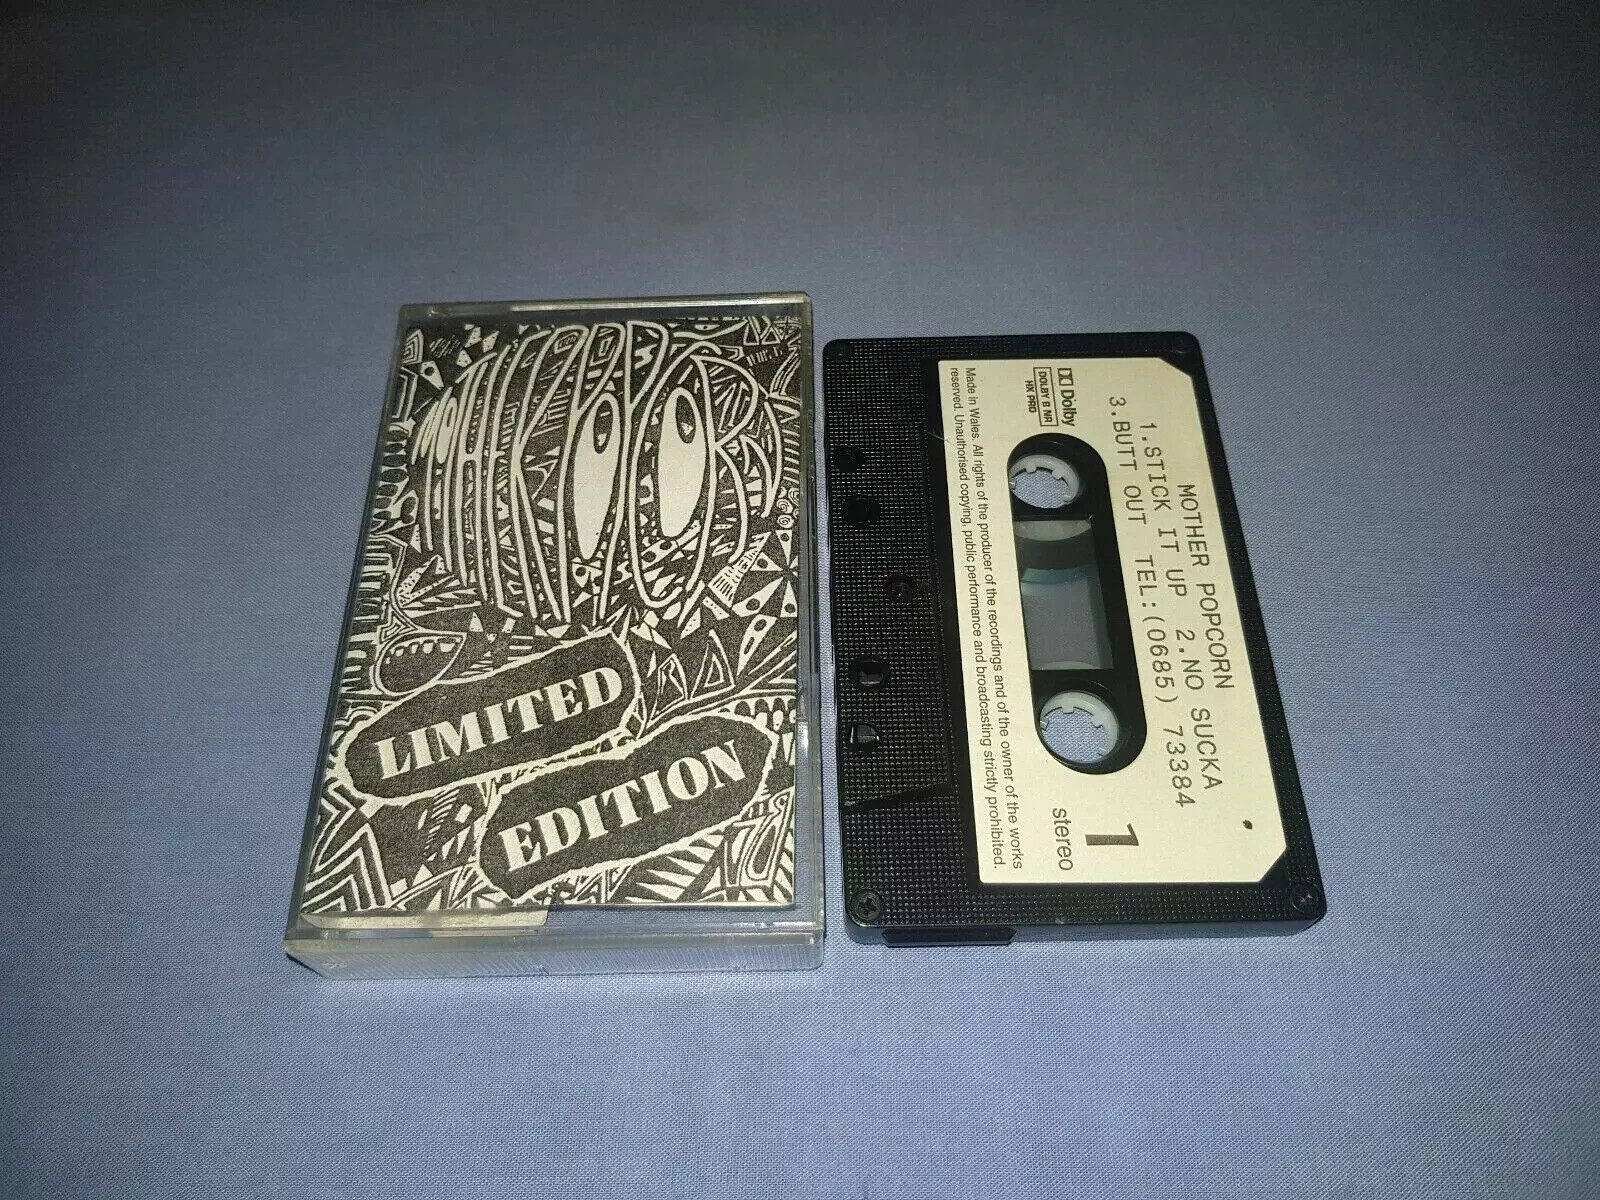 LIMITED
EDITION
MOTHER POPCORN
1.STICK IT UP 2.NO SUCKA
3.BUTT OUT TEL:(0685) 73384
Dolby
DOLBY B NR
HX PRO
1
stereo
Made in Wales. All rights of the producer of the recordings and of the owner of the works
reserved. Unauthorised copying, public performance and broadcasting strictly prohibited.